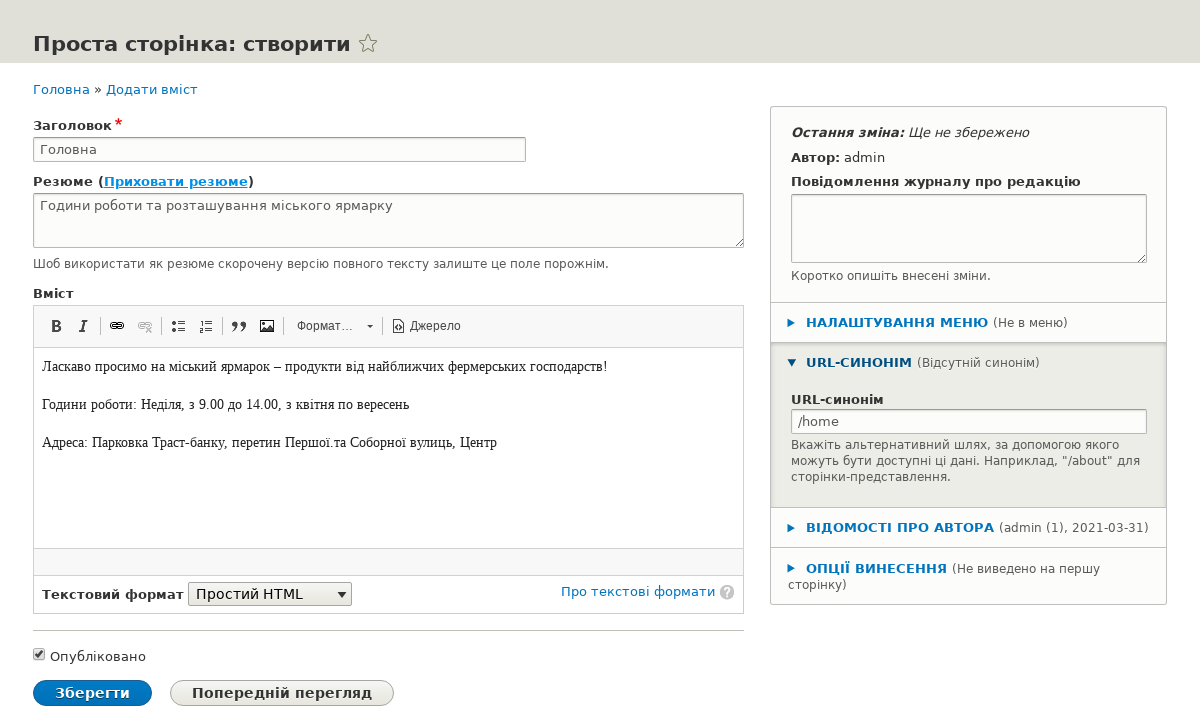 Проста сторінка: створити
Головна » Додати вміст
Заголовок*
Головна
Резюме (Приховати резюме)
Години роботи та розташування міського ярмарку
Щоб використати як резюме скорочену версію повного тексту залиште це поле порожнім.
Вміст
B I Формат... Джерело
Ласкаво просимо на міський ярмарок – продукти від найближчих фермерських господарств!
Години роботи: Неділя, з 9.00 до 14.00, з квітня по вересень
Адреса: Парковка Траст-банку, перетин Першої.та Соборної вулиць, Центр
Текстовий формат Простий HTML
Про текстові формати ?
Опубліковано
Зберегти Попередній перегляд
Остання зміна: Ще не збережено
Автор: admin
Повідомлення журналу про редакцію
Коротко опишіть внесені зміни.
НАЛАШТУВАННЯ МЕНЮ (Не в меню)
URL-СИНОНІМ (Відсутній синонім)
URL-синонім
/home
Вкажіть альтернативний шлях, за допомогою якого
можуть бути доступні ці дані. Наприклад, "/about" для
сторінки-представлення.
ВІДОМОСТІ ПРО АВТОРА (admin (1), 2021-03-31)
ОПЦІЇ ВИНЕСЕННЯ (Не виведено на першу
сторінку)